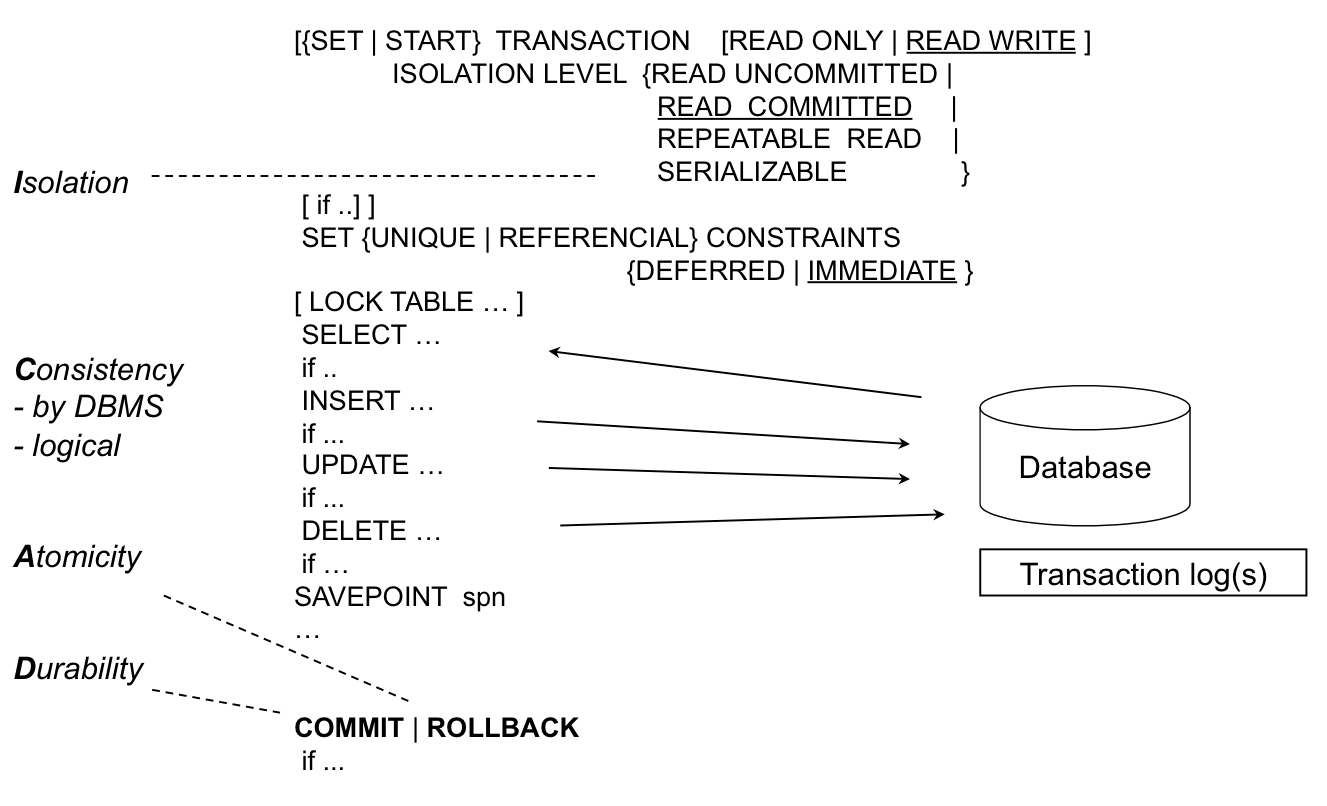 [{SET | START} TRANSACTION [READ ONLY | READ WRITE ]
ISOLATION LEVEL {READ UNCOMMITTED |
READ COMMITTED |
REPEATABLE READ |
Isolation SERIALIZABLE }
[ if ..] ]
SET {UNIQUE | REFERENCIAL} CONSTRAINTS
{DEFERRED | IMMEDIATE }
[ LOCK TABLE … ]
SELECT …
Consistency
- by DBMS
- logical
if ..
INSERT …
if ...
UPDATE …
if ...
DELETE …
if …
SAVEPOINT spn
…
Database
Transaction log(s)
Atomicity
Durability
COMMIT | ROLLBACK
if ...